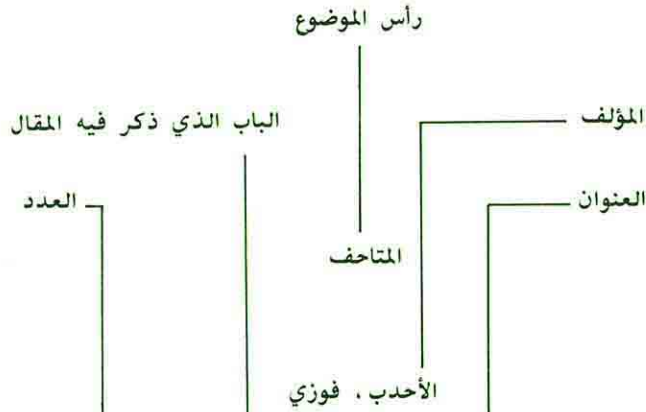 رأس الموضوع
المؤلف
الباب الذي ذكر فيه المقال
العنوان
العدد
المتاحف
الأحدب ، فوزي